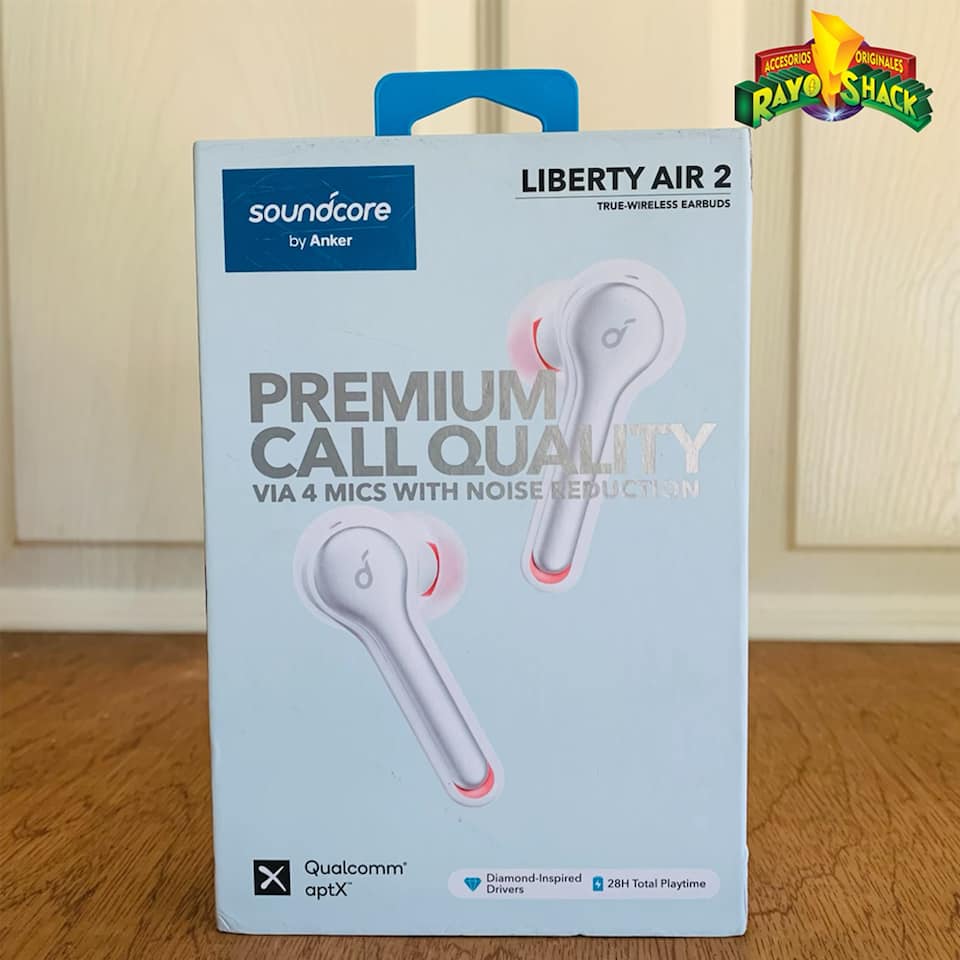 ACCESORIOS ORIGINALES
RAYO SHACK
soundcore
by Anker
LIBERTY AIR 2
TRUE-WIRELESS EARBUDS
PREMIUM
CALL QUALITY
VIA 4 MICS WITH NOISE REDUCTION
Qualcomm®
aptX™
Diamond-Inspired
Drivers
28H Total Playtime